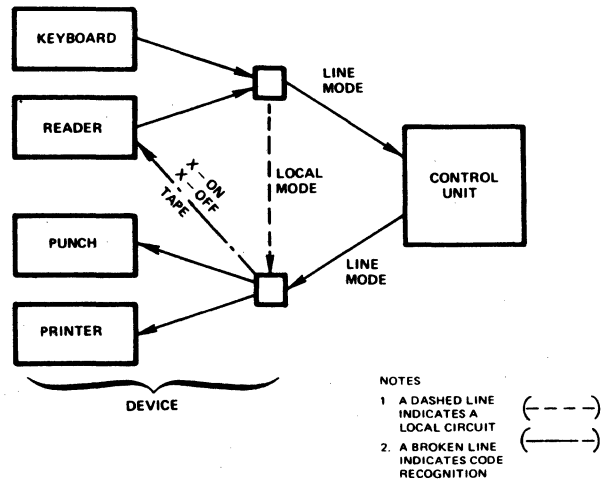 KEYBOARD
READER
PUNCH
PRINTER
LINE
MODE
LOCAL
MODE
X - ON
X - OFF
TAPE
CONTROL
UNIT
LINE
MODE
DEVICE
NOTES
1 A DASHED LINE
INDICATES A
LOCAL CIRCUIT
2. A BROKEN LINE
INDICATES CODE
RECOGNITION